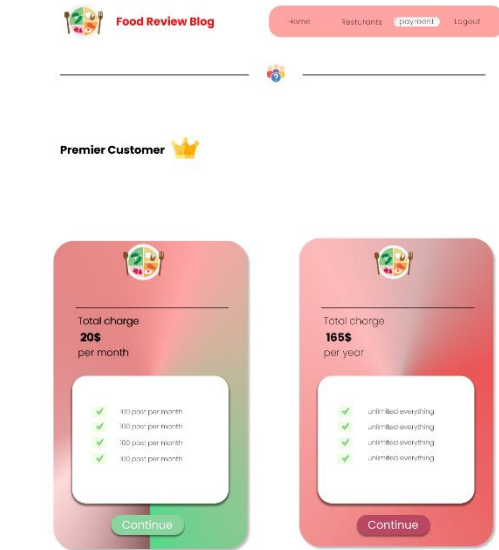 Food Review Blog
Home Resturants payment Logout
Premier Customer
Total charge
20$
per month
100 post per month
100 post per month
100 post per month
100 post per month
Continue
Total charge
165$
per year
unlimited everything
unlimited everything
unlimited everything
unlimited everything
Continue